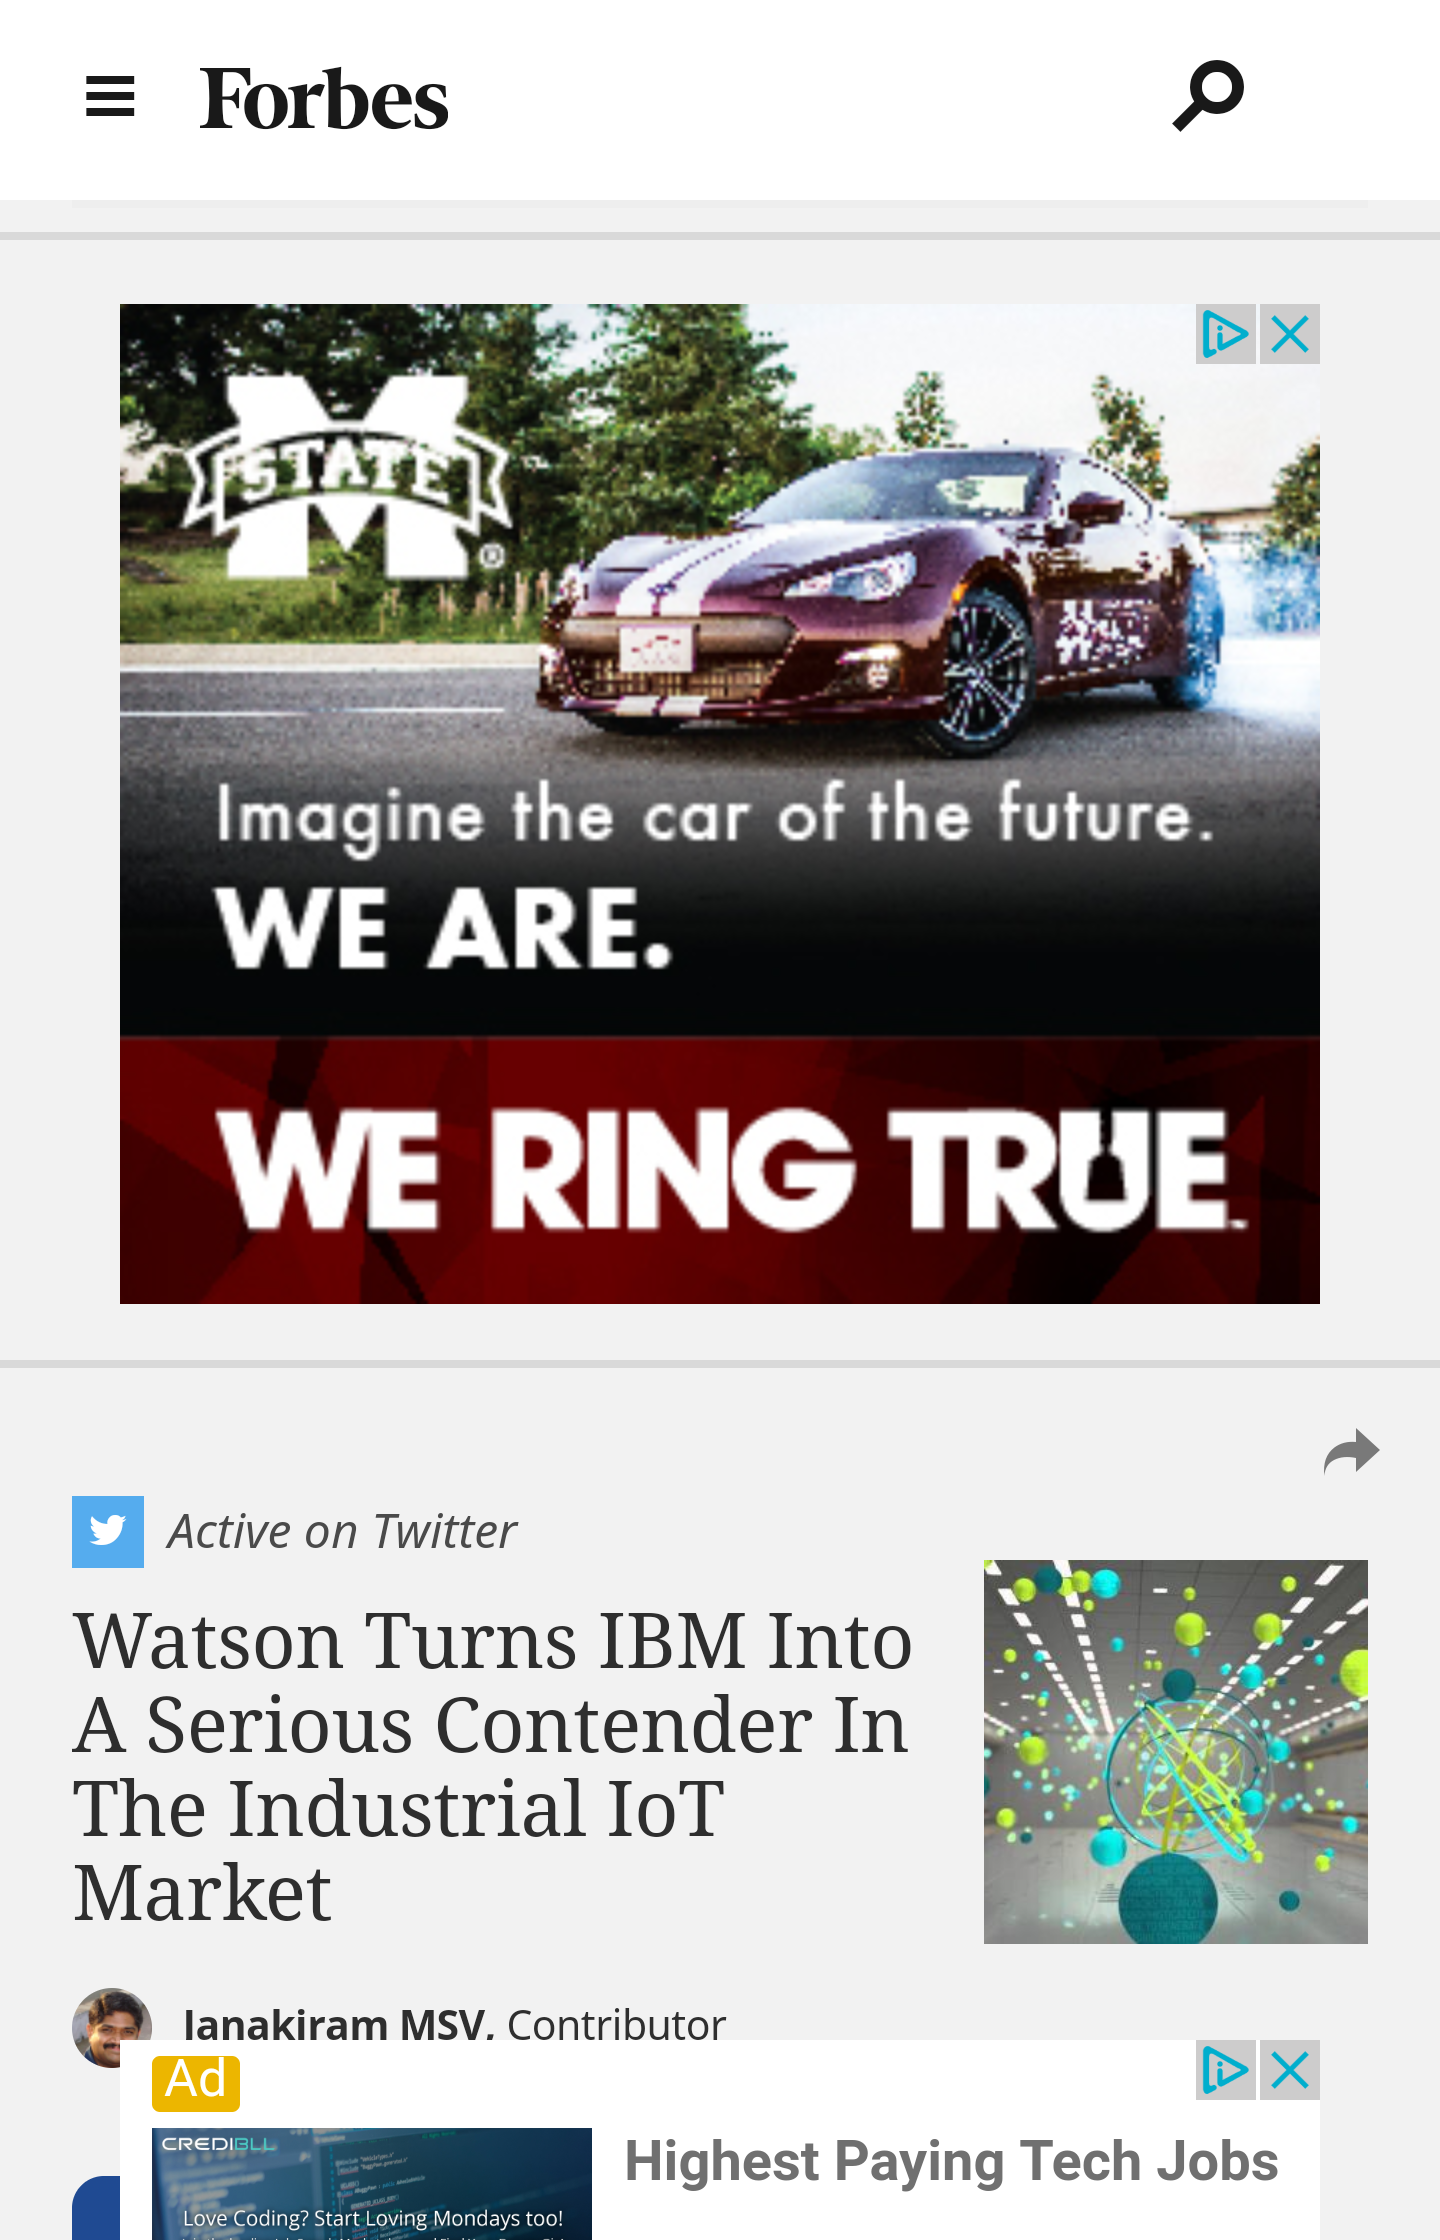 Forbes
STATE
®
Imagine the car of the future.
WE ARE.
WE RING TRUE
Active on Twitter
Watson Turns IBM Into
A Serious Contender In
The Industrial IoT
Market
Janakiram MSV, Contributor
Ad
CREDIBLL
Highest Paying Tech Jobs
Love Coding? Start Loving Mondays too!